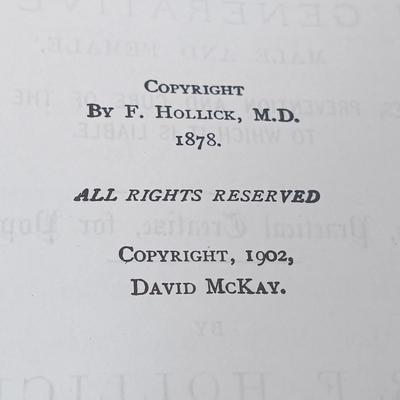 COPYRIGHT
BY F. HOLLICK, M.D.
1878.
ALL RIGHTS RESERVED
COPYRIGHT, 1902,
DAVID McKAY.